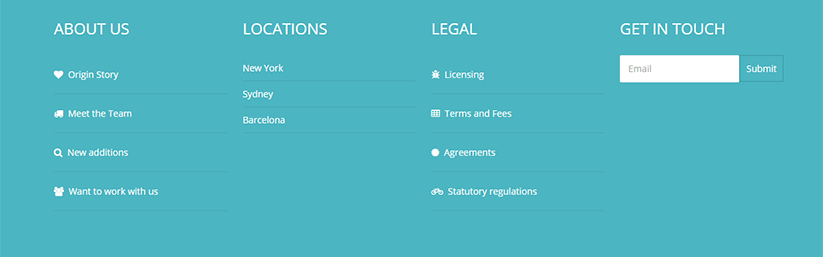 ABOUT US
Origin Story
Meet the Team
New additions
Want to work with us
LOCATIONS
New York
Sydney
Barcelona
LEGAL
Licensing
Terms and Fees
Agreements
Statutory regulations
GET IN TOUCH
Email
Submit